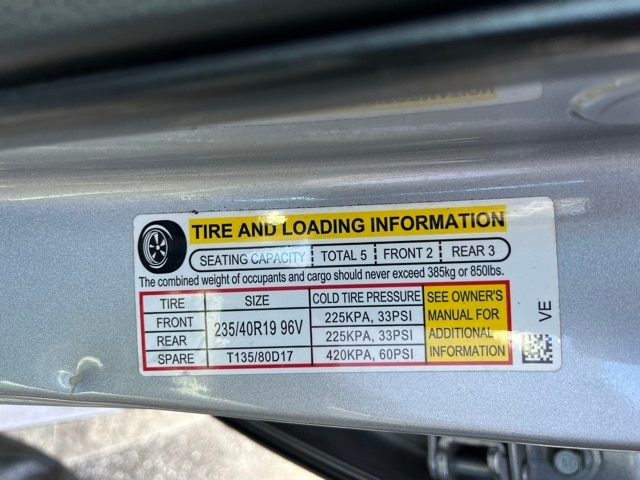 TIRE AND LOADING INFORMATION
SEATING CAPACITY TOTAL 5 FRONT 2 REAR 3
The combined weight of occupants and cargo should never exceed 385kg or 850lbs.
TIRE SIZE COLD TIRE PRESSURE SEE OWNER'S
FRONT 235/40R19 96V 225KPA, 33PSI MANUAL FOR
REAR 225KPA, 33PSI ADDITIONAL
SPARE T135/80D17 420KPA, 60PSI INFORMATION
VE